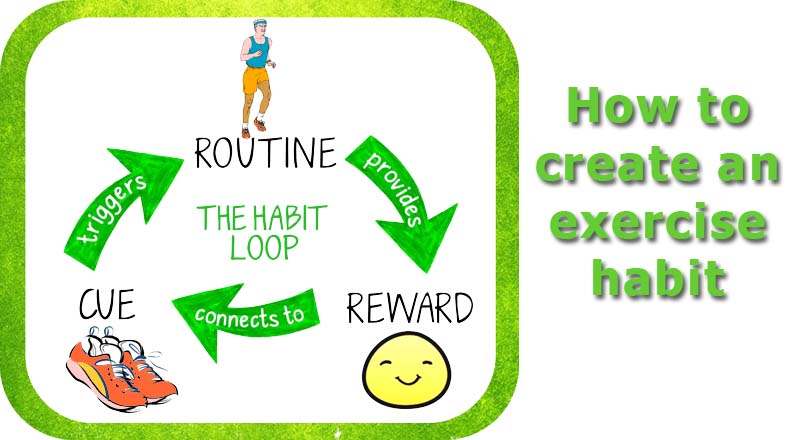 ROUTINE
triggers
provides
THE HABIT
LOOP
CUE
connects to
REWARD
How to
create an
exercise
habit